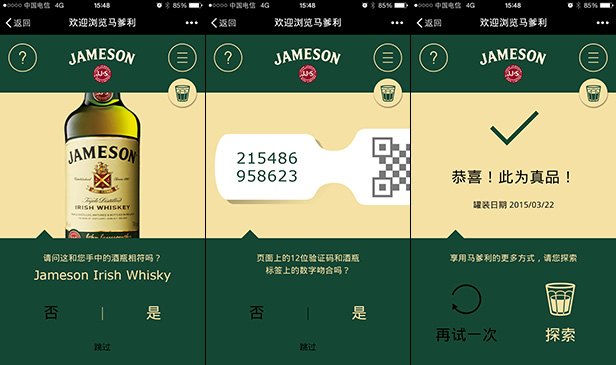 中国电信 4G 15:48 85%
返回 欢迎浏览马爹利
?
JAMESON
JJ&S
JAMESON
Triple Distilled
IRISH WHISKEY
请问这和您手中的酒瓶相符吗？
Jameson Irish Whisky
否 | 是
跳过
中国电信 4G 15:48 85%
返回 欢迎浏览马爹利
?
JAMESON
JJ&S
215486
958623
页面上的12位验证码和酒瓶
标签上的数字吻合吗？
否 | 是
跳过
中国电信 4G 15:48 85%
返回 欢迎浏览马爹利
?
JAMESON
JJ&S
恭喜！此为真品！
罐装日期 2015/03/22
享用马爹利的更多方式，请您探索
再试一次 探索